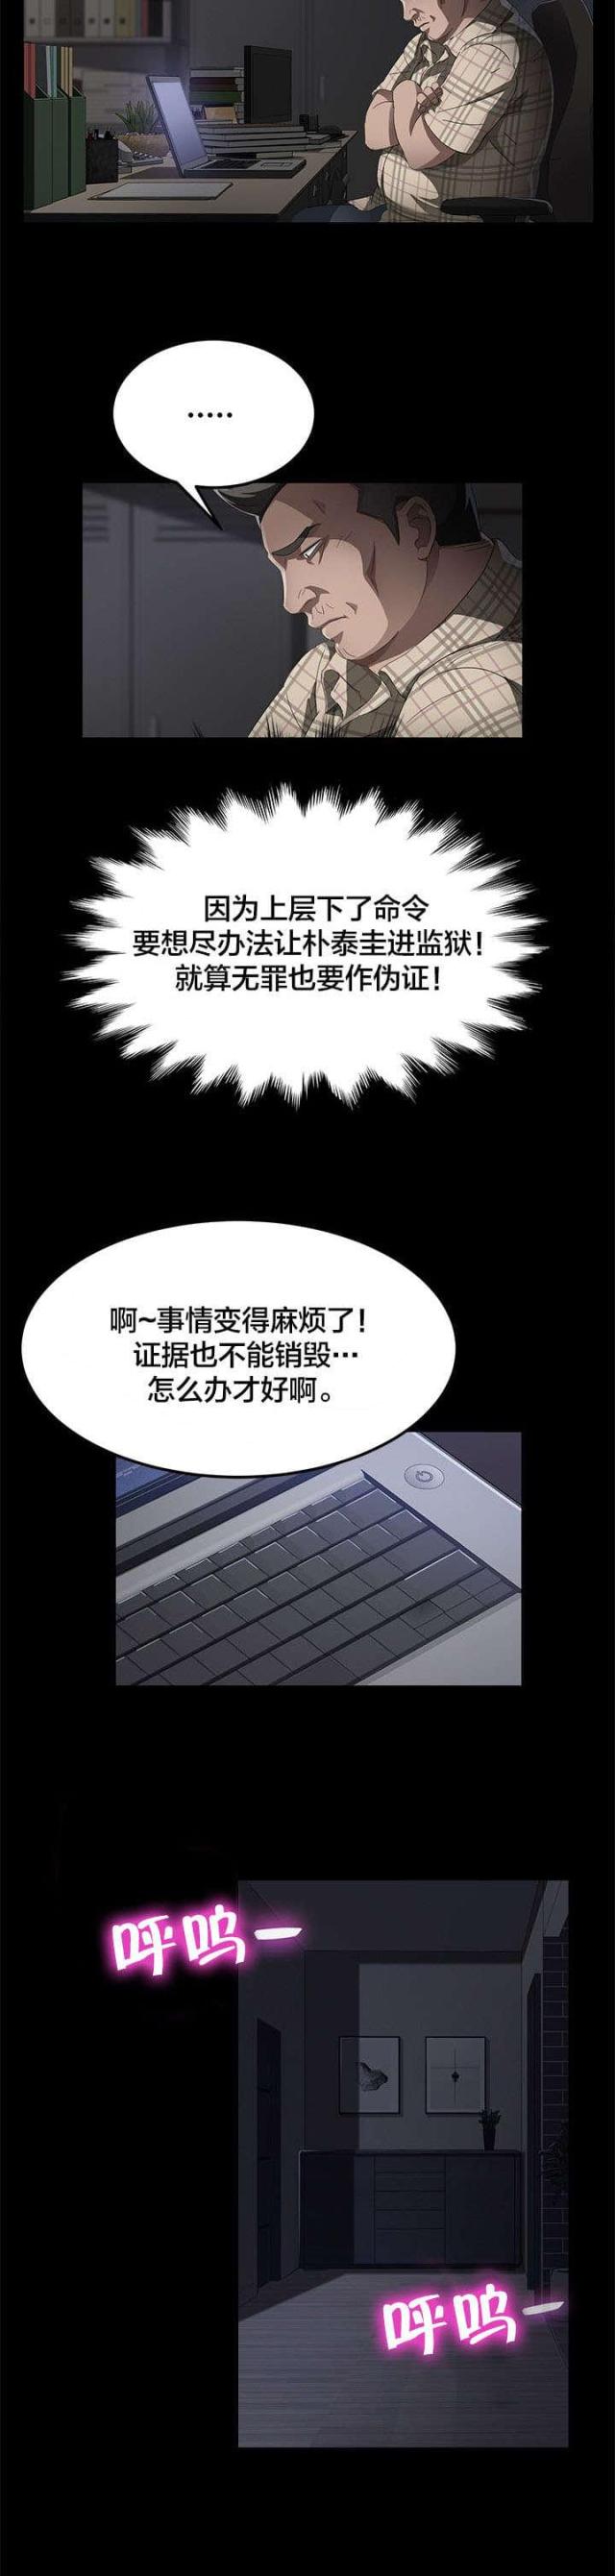 .....
因为上层下了命令
要想尽办法让朴泰圭进监狱！
就算无罪也要作伪证！
啊~事情变得麻烦了！
证据也不能销毁…
怎么办才好啊。
呼呜一
呼呜一